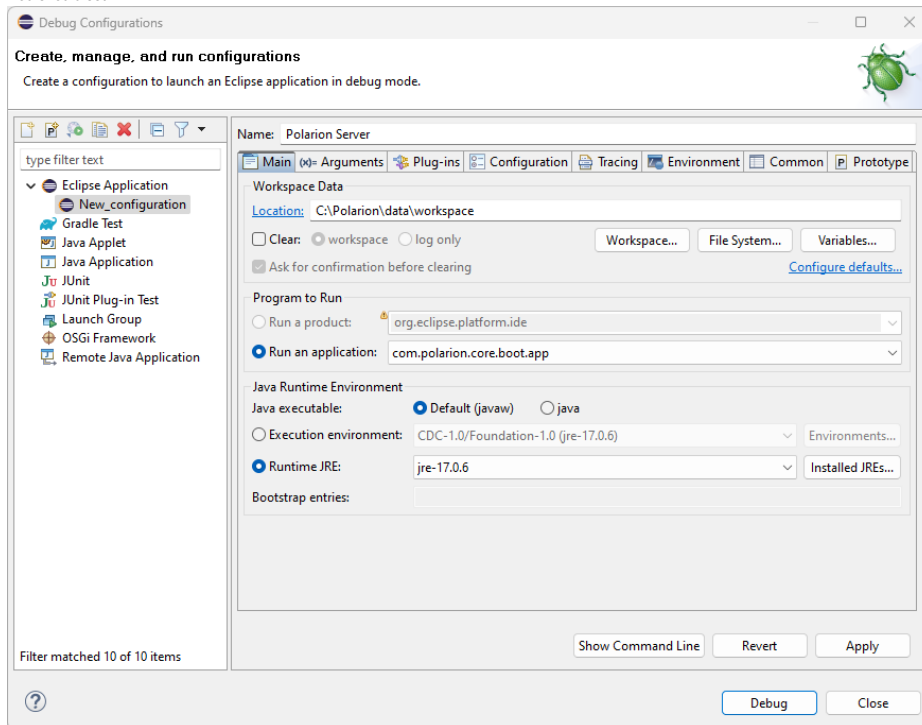 Debug Configurations
Create, manage, and run configurations
Create a configuration to launch an Eclipse application in debug mode.
type filter text
Eclipse Application
New_configuration
Gradle Test
Java Applet
Java Application
JUnit
JUnit Plug-in Test
Launch Group
OSGi Framework
Remote Java Application
Filter matched 10 of 10 items
Name: Polarion Server
Main (x)= Arguments Plug-ins Configuration Tracing Environment Common P Prototype
Workspace Data
Location: C:\Polarion\data\workspace
Clear: workspace log only Workspace... File System... Variables...
Ask for confirmation before clearing Configure defaults...
Program to Run
Run a product: org.eclipse.platform.ide
Run an application: com.polarion.core.boot.app
Java Runtime Environment
Java executable: Default (javaw) java
Execution environment: CDC-1.0/Foundation-1.0 (jre-17.0.6) Environments...
Runtime JRE: jre-17.0.6 Installed JREs...
Bootstrap entries:
Show Command Line Revert Apply
Debug Close